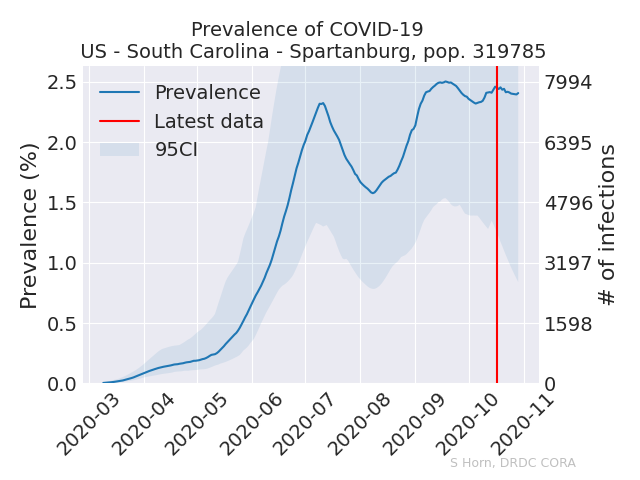 Prevalence of COVID-19
US - South Carolina - Spartanburg, pop. 319785
Prevalence
Latest data
95CI
Prevalence (%)
2.5
2.0
1.5
1.0
0.5
0.0
7994
6395
4796
3197
1598
0
# of infections
2020-03
2020-04
2020-05
2020-06
2020-07
2020-08
2020-09
2020-10
2020-11
S Horn, DRDC CORA